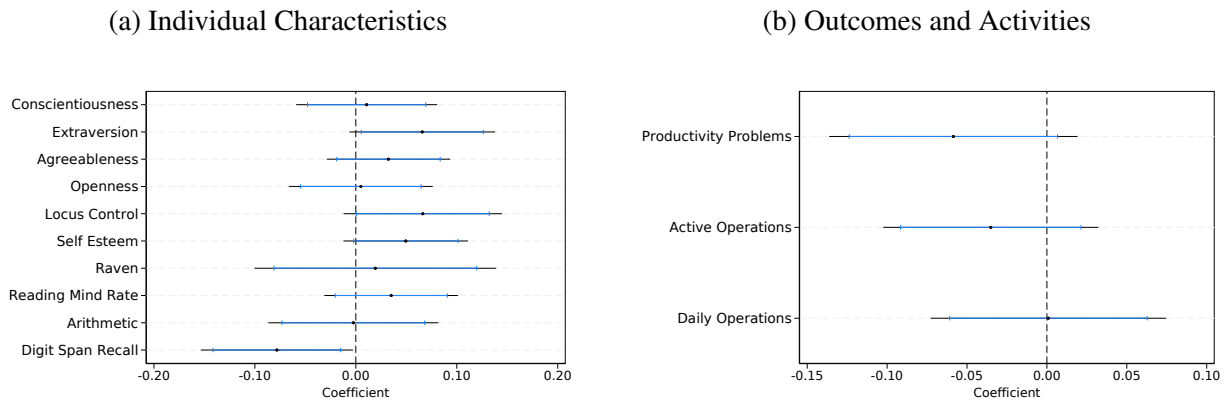 (a) Individual Characteristics
Conscientiousness
Extraversion
Agreeableness
Openness
Locus Control
Self Esteem
Raven
Reading Mind Rate
Arithmetic
Digit Span Recall
-0.20 -0.10 0.00 0.10 0.20
Coefficient
(b) Outcomes and Activities
Productivity Problems
Active Operations
Daily Operations
-0.15 -0.10 -0.05 0.00 0.05 0.10
Coefficient